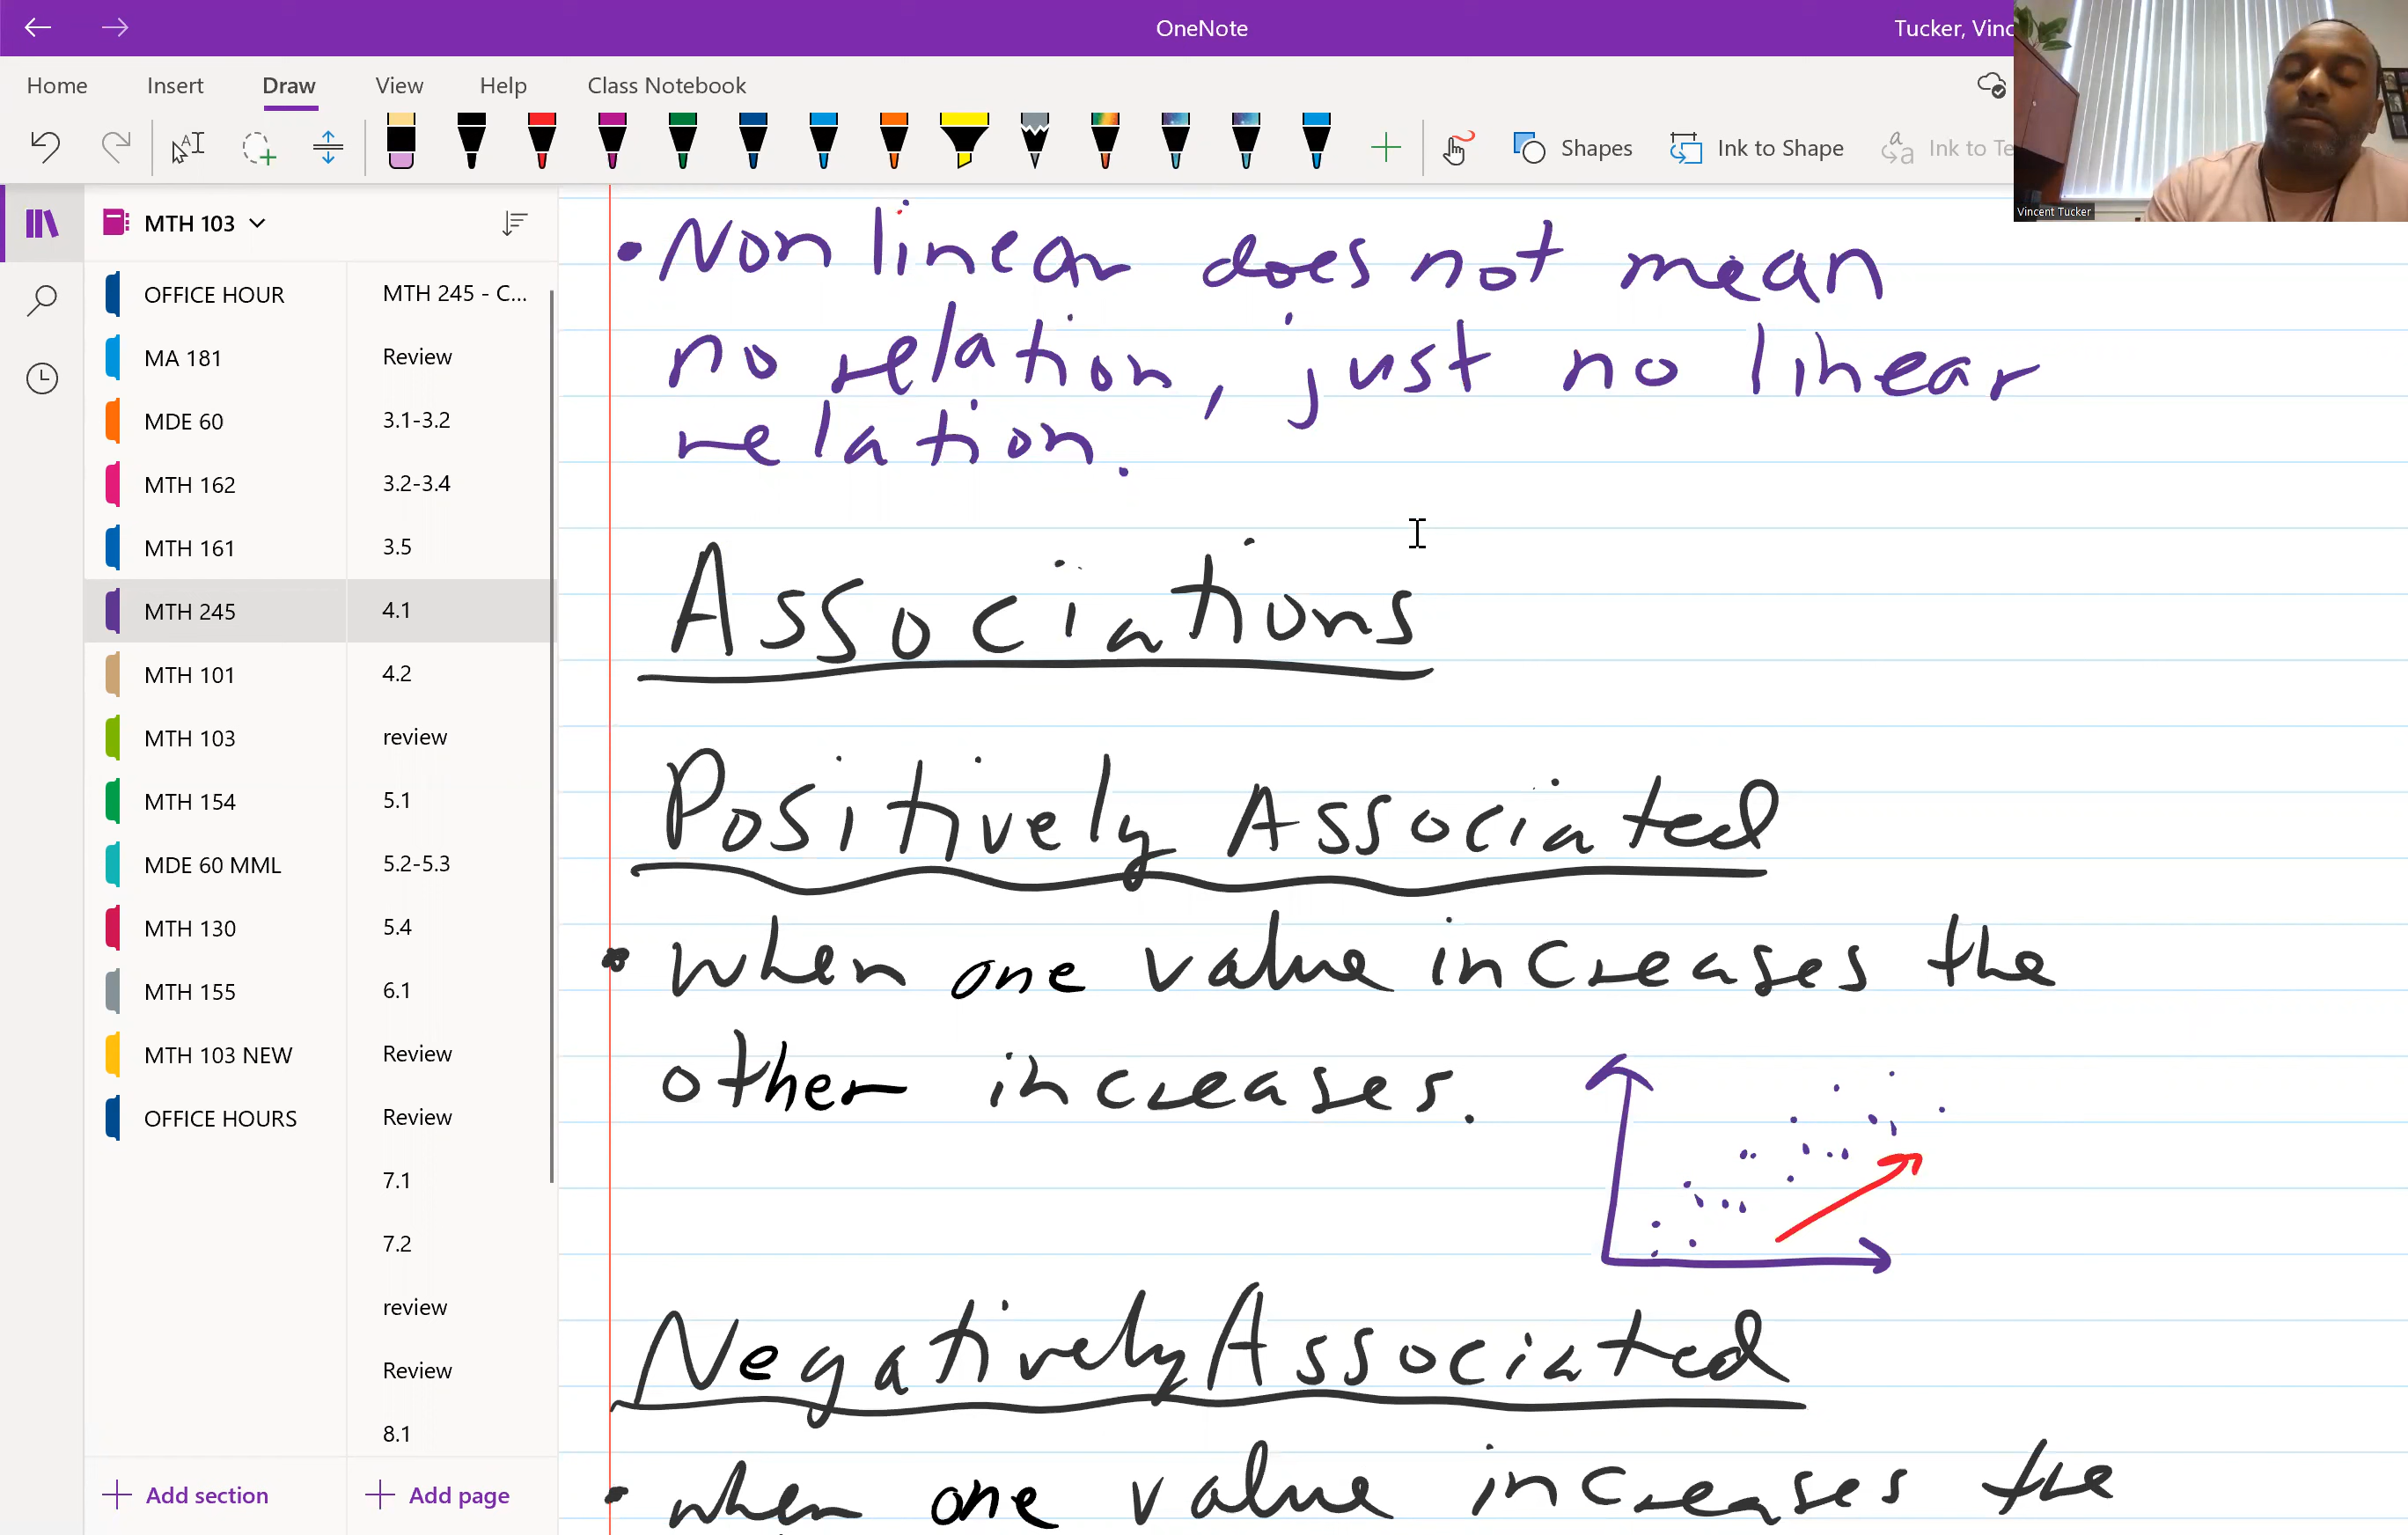 OneNote
Tucker, Vinc
Home Insert Draw View Help Class Notebook
Shapes Ink to Shape Ink to Te
Vincent Tucker
MTH 103
OFFICE HOUR
MA 181
MDE 60
MTH 162
MTH 161
MTH 245
MTH 101
MTH 103
MTH 154
MDE 60 MML
MTH 130
MTH 155
MTH 103 NEW
OFFICE HOURS
Add section
MTH 245 - C...
Review
3.1-3.2
3.2-3.4
3.5
4.1
4.2
review
5.1
5.2-5.3
5.4
6.1
Review
Review
7.1
7.2
review
Review
8.1
Add page
• Non linear does not mean
no relation, just no linear
relation.
Associations
Positively Associated
• When one value increases the
other increases.
Negatively Associated
• when one value increases the